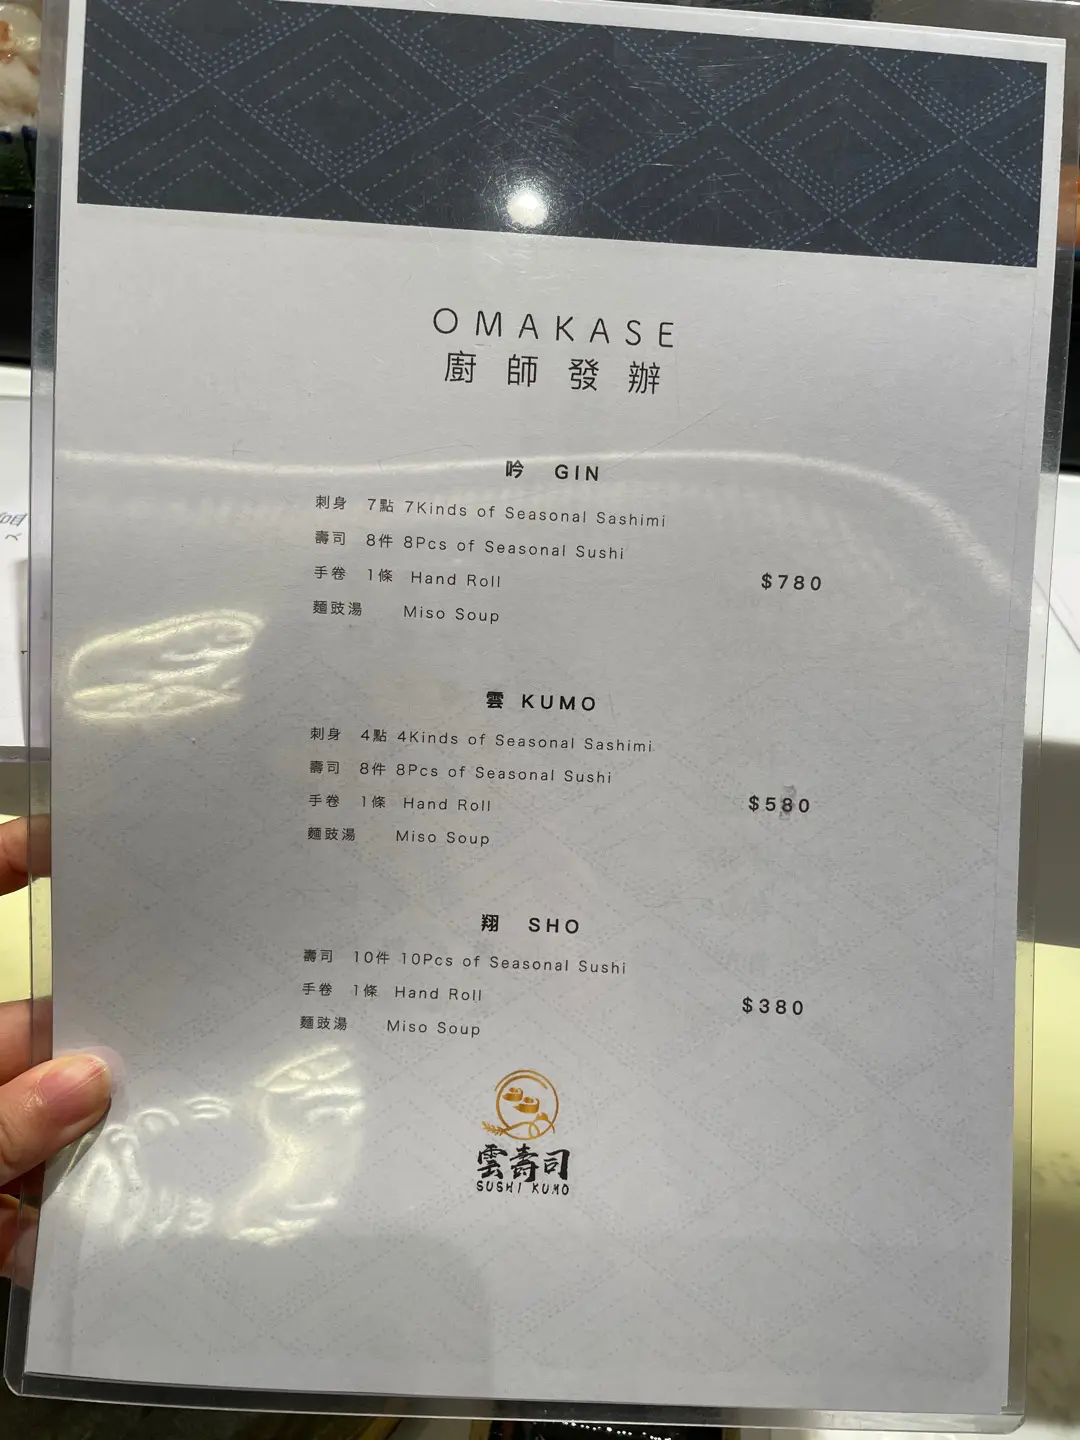 OMAKASE
廚師發辦
吟 GIN
刺身 7點 7Kinds of Seasonal Sashimi
壽司 8件 8Pcs of Seasonal Sushi
手卷 1條 Hand Roll
$780
麵豉湯 Miso Soup
雲 KUMO
刺身 4點 4Kinds of Seasonal Sashimi
壽司 8件 8Pcs of Seasonal Sushi
手卷 1條 Hand Roll
$580
麵豉湯 Miso Soup
翔 SHO
壽司 10件 10Pcs of Seasonal Sushi
手卷 1條 Hand Roll
$380
麵豉湯 Miso Soup
雲壽司
SUSHI KUMO